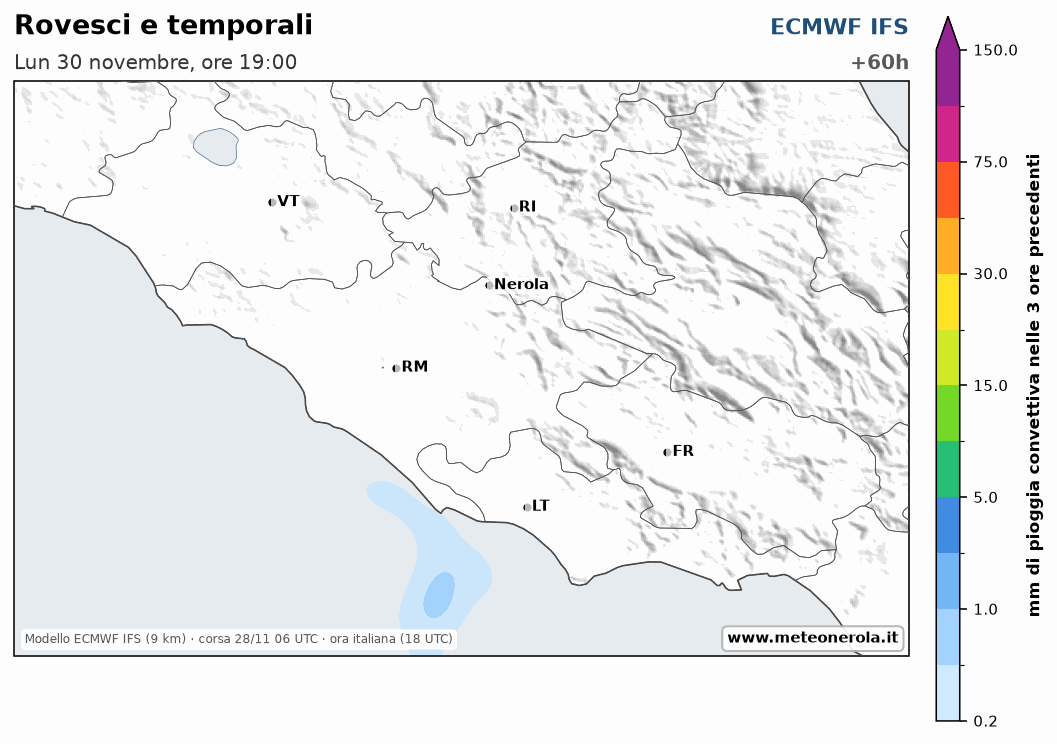 Rovesci e temporali
ECMWF IFS
Lun 30 novembre, ore 19:00
+60h
VT
RI
Nerola
RM
FR
LT
Modello ECMWF IFS (9 km) · corsa 28/11 06 UTC · ora italiana (18 UTC)
www.meteonerola.it
150.0
75.0
30.0
15.0
5.0
1.0
0.2
mm di pioggia convettiva nelle 3 ore precedenti